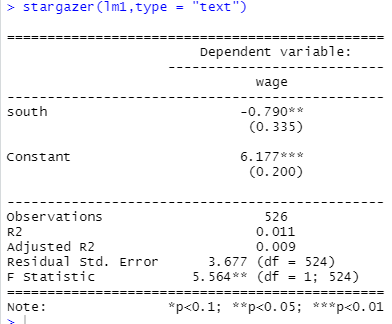 > stargazer(lm1,type = "text")
===============================================
Dependent variable:
---------------------------
wage
-----------------------------------------------
south -0.790**
(0.335)
Constant 6.177***
(0.200)
-----------------------------------------------
Observations 526
R2 0.011
Adjusted R2 0.009
Residual Std. Error 3.677 (df = 524)
F Statistic 5.564** (df = 1; 524)
===============================================
Note: *p<0.1; **p<0.05; ***p<0.01
>